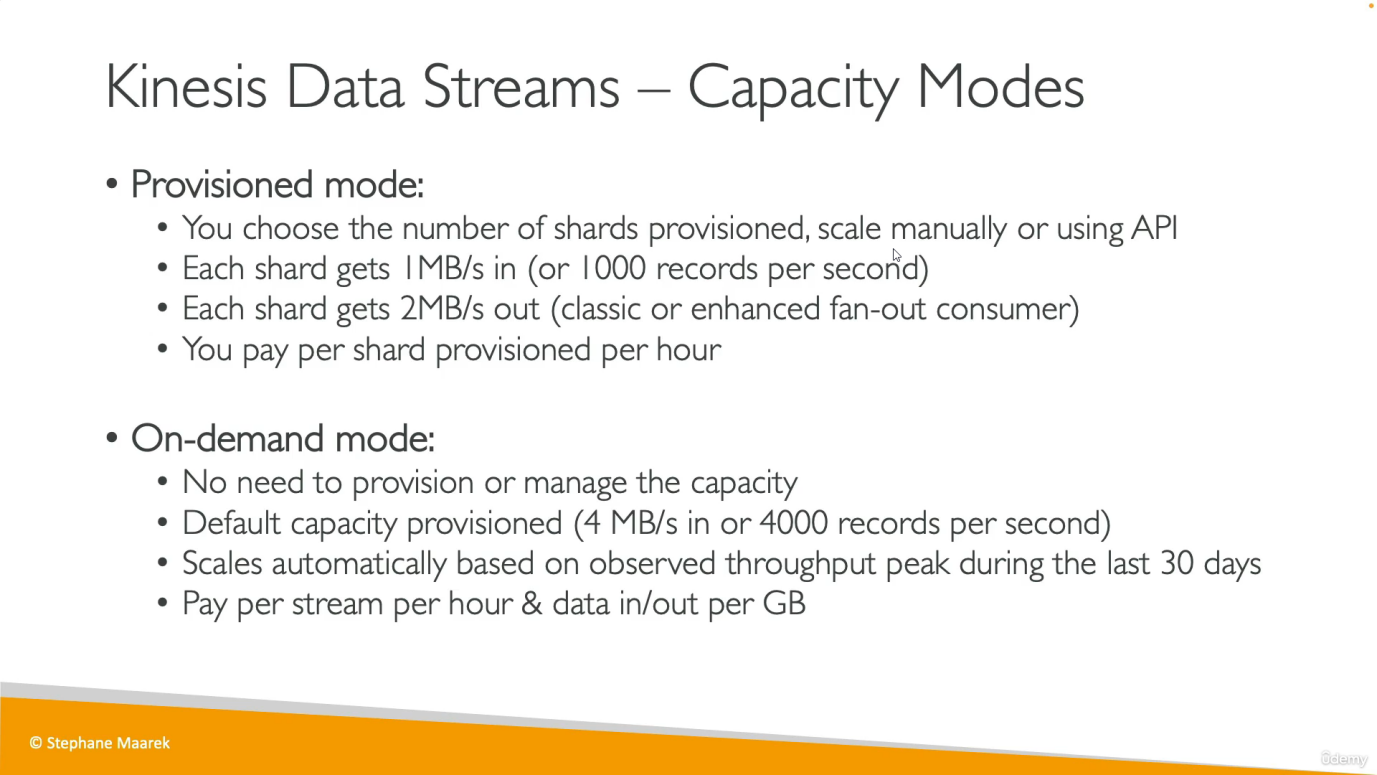 Kinesis Data Streams – Capacity Modes
• Provisioned mode:
• You choose the number of shards provisioned, scale manually or using API
• Each shard gets 1MB/s in (or 1000 records per second)
• Each shard gets 2MB/s out (classic or enhanced fan-out consumer)
• You pay per shard provisioned per hour
• On-demand mode:
• No need to provision or manage the capacity
• Default capacity provisioned (4 MB/s in or 4000 records per second)
• Scales automatically based on observed throughput peak during the last 30 days
• Pay per stream per hour & data in/out per GB
© Stephane Maarek
ûdemy